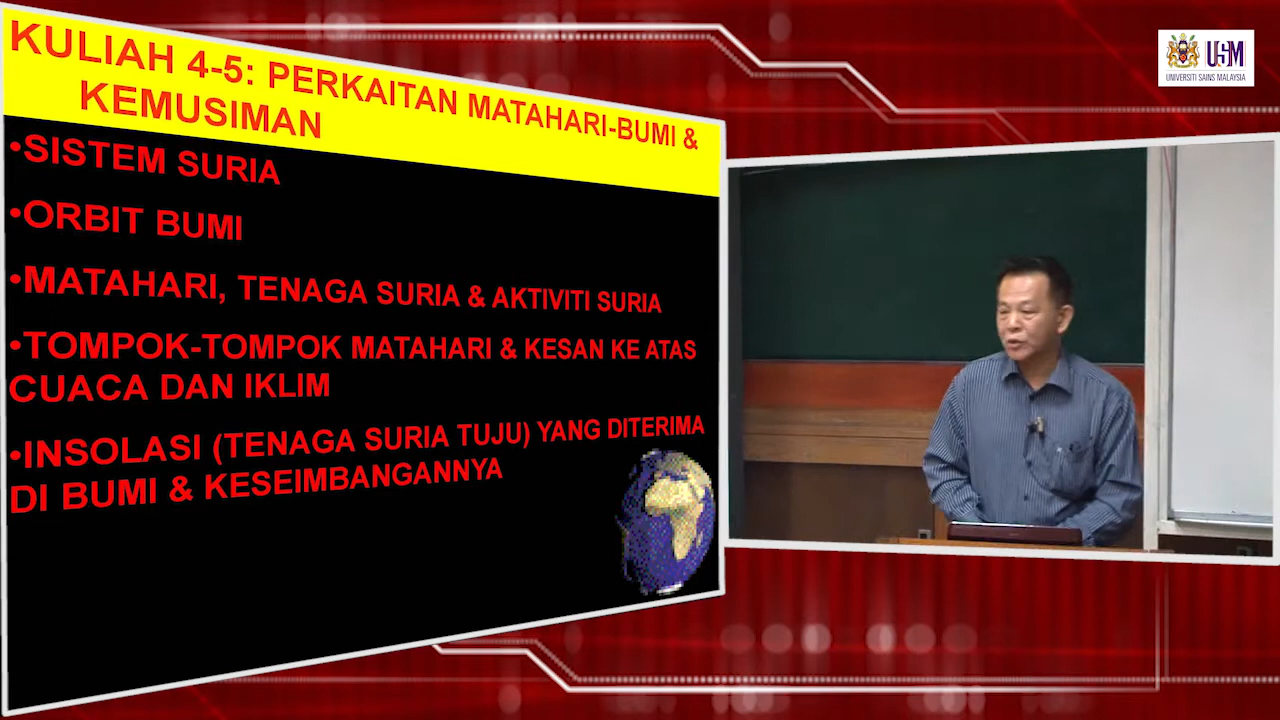 KULIAH 4-5: PERKAITAN MATAHARI-BUMI &
KEMUSIMAN
•SISTEM SURIA
•ORBIT BUMI
•MATAHARI, TENAGA SURIA & AKTIVITI SURIA
•TOMPOK-TOMPOK MATAHARI & KESAN KE ATAS
CUACA DAN IKLIM
•INSOLASI (TENAGA SURIA TUJU) YANG DITERIMA
DI BUMI & KESEIMBANGANNYA
USM
UNIVERSITI SAINS MALAYSIA